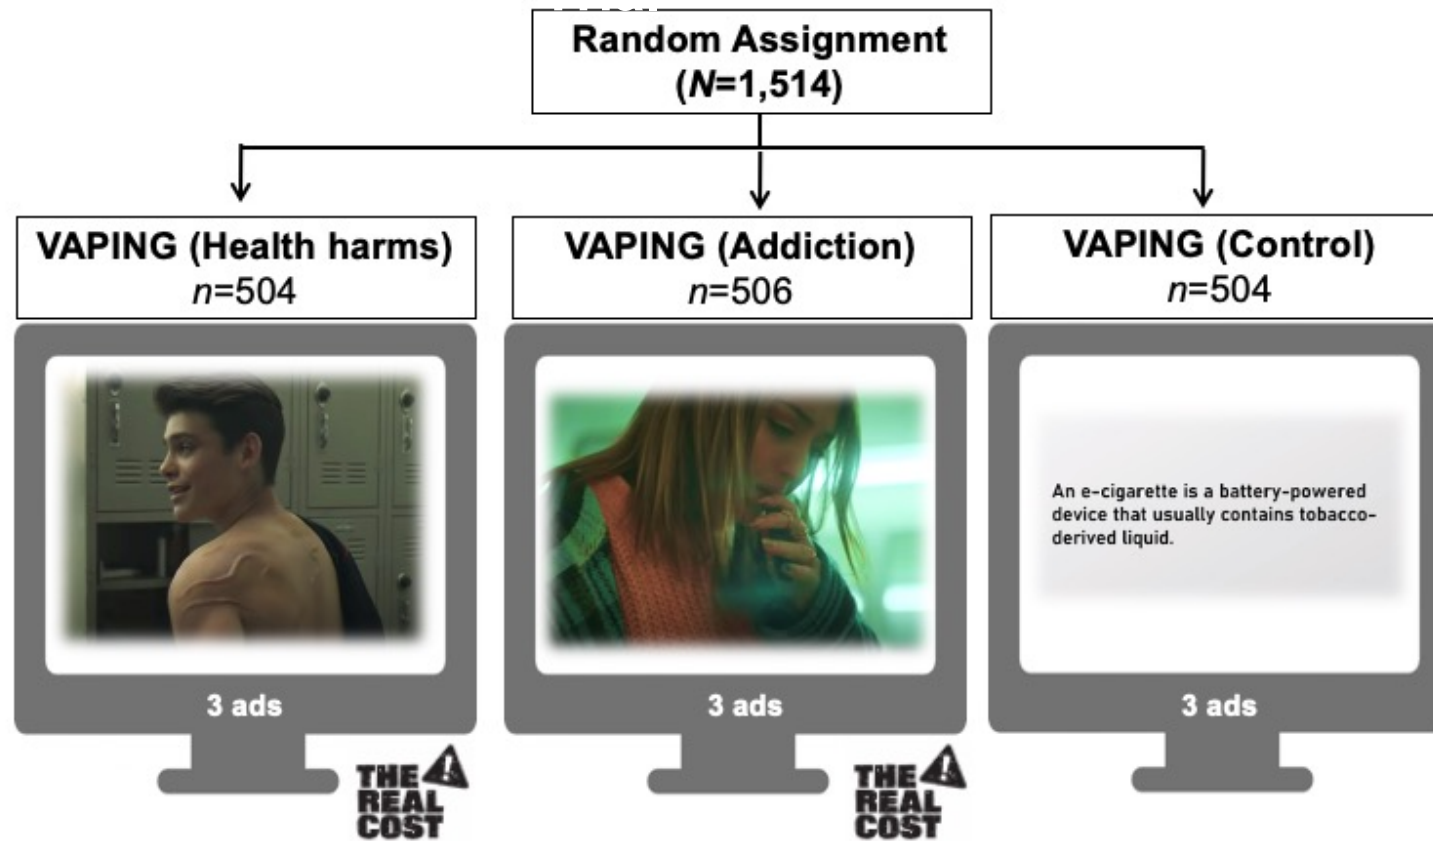 Random Assignment
(N=1,514)
VAPING (Health harms)
n=504
VAPING (Addiction)
n=506
VAPING (Control)
n=504
An e-cigarette is a battery-powered
device that usually contains tobacco-
derived liquid.
3 ads
3 ads
3 ads
THE
REAL
COST
THE
REAL
COST